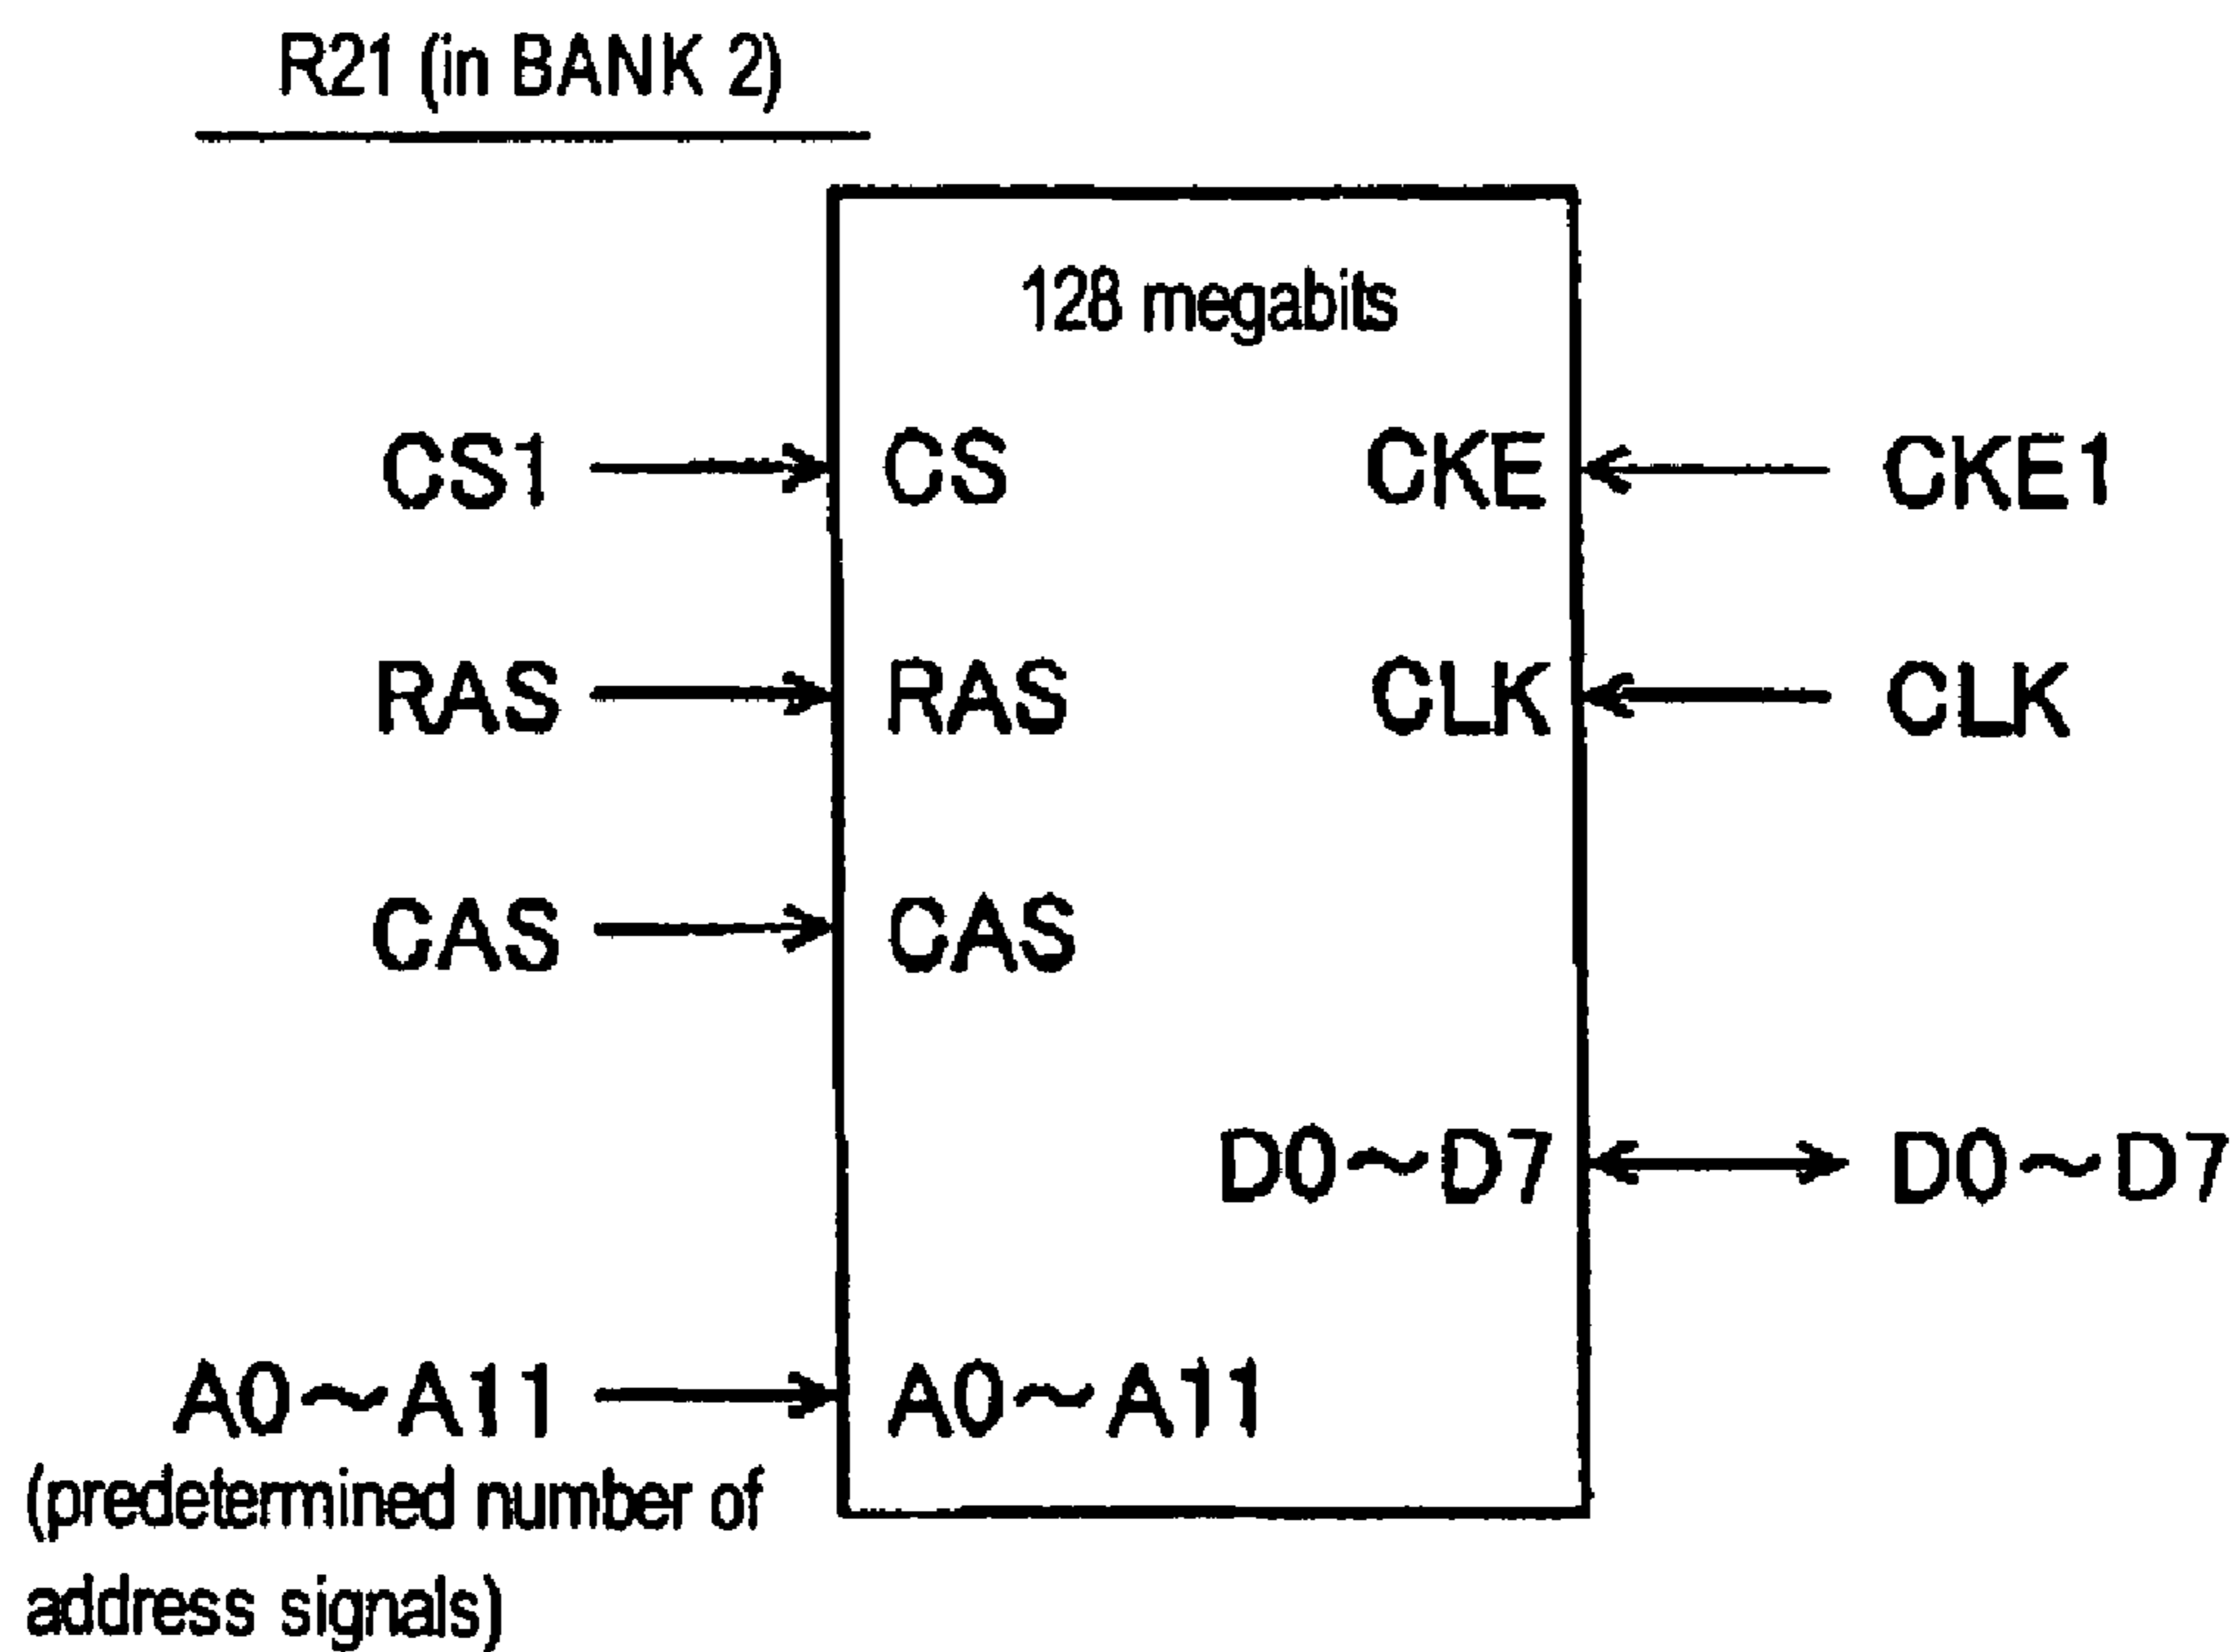 R21 (in BANK 2)
128 megabits
CS1 CS CKE CKE1
RAS RAS CLK CLK
CAS CAS
D0～D7 D0～D7
A0～A11 A0～A11
(predetermined number of
address signals)